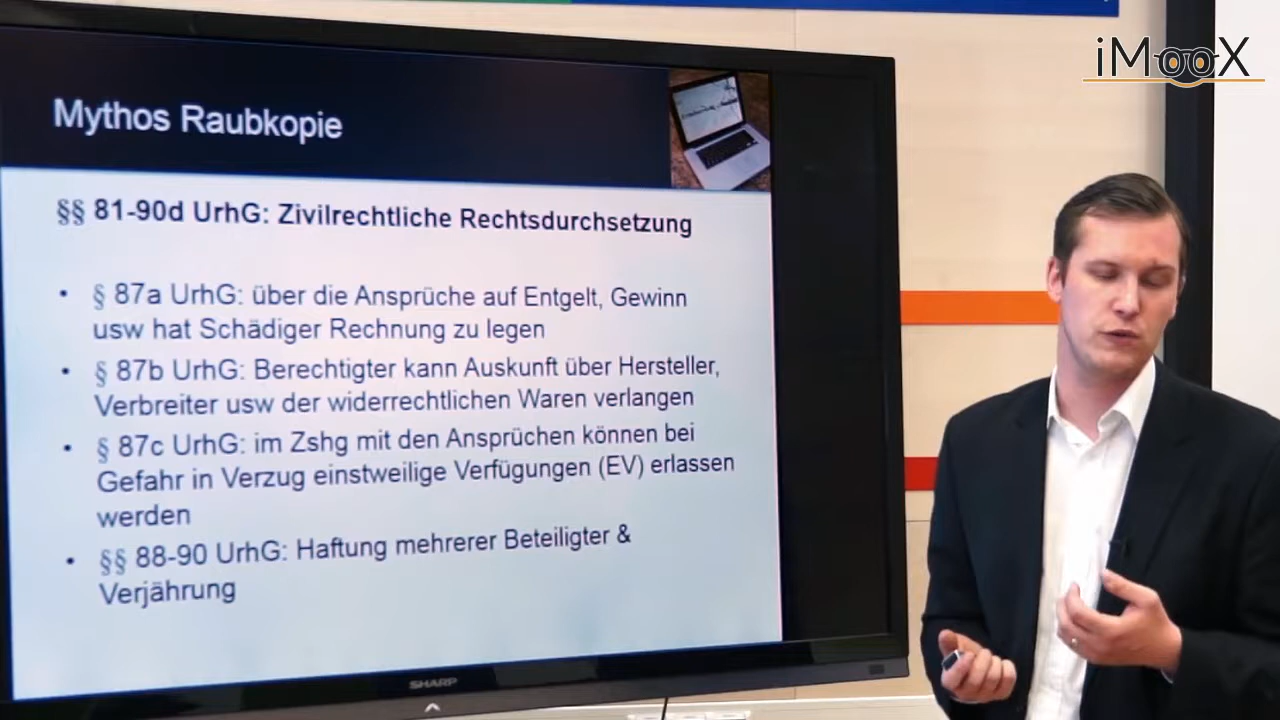 iMooX
Mythos Raubkopie
§§ 81-90d UrhG: Zivilrechtliche Rechtsdurchsetzung
• § 87a UrhG: über die Ansprüche auf Entgelt, Gewinn
usw hat Schädiger Rechnung zu legen
• § 87b UrhG: Berechtigter kann Auskunft über Hersteller,
Verbreiter usw der widerrechtlichen Waren verlangen
• § 87c UrhG: im Zshg mit den Ansprüchen können bei
Gefahr in Verzug einstweilige Verfügungen (EV) erlassen
werden
• §§ 88-90 UrhG: Haftung mehrerer Beteiligter &
Verjährung
SHARP